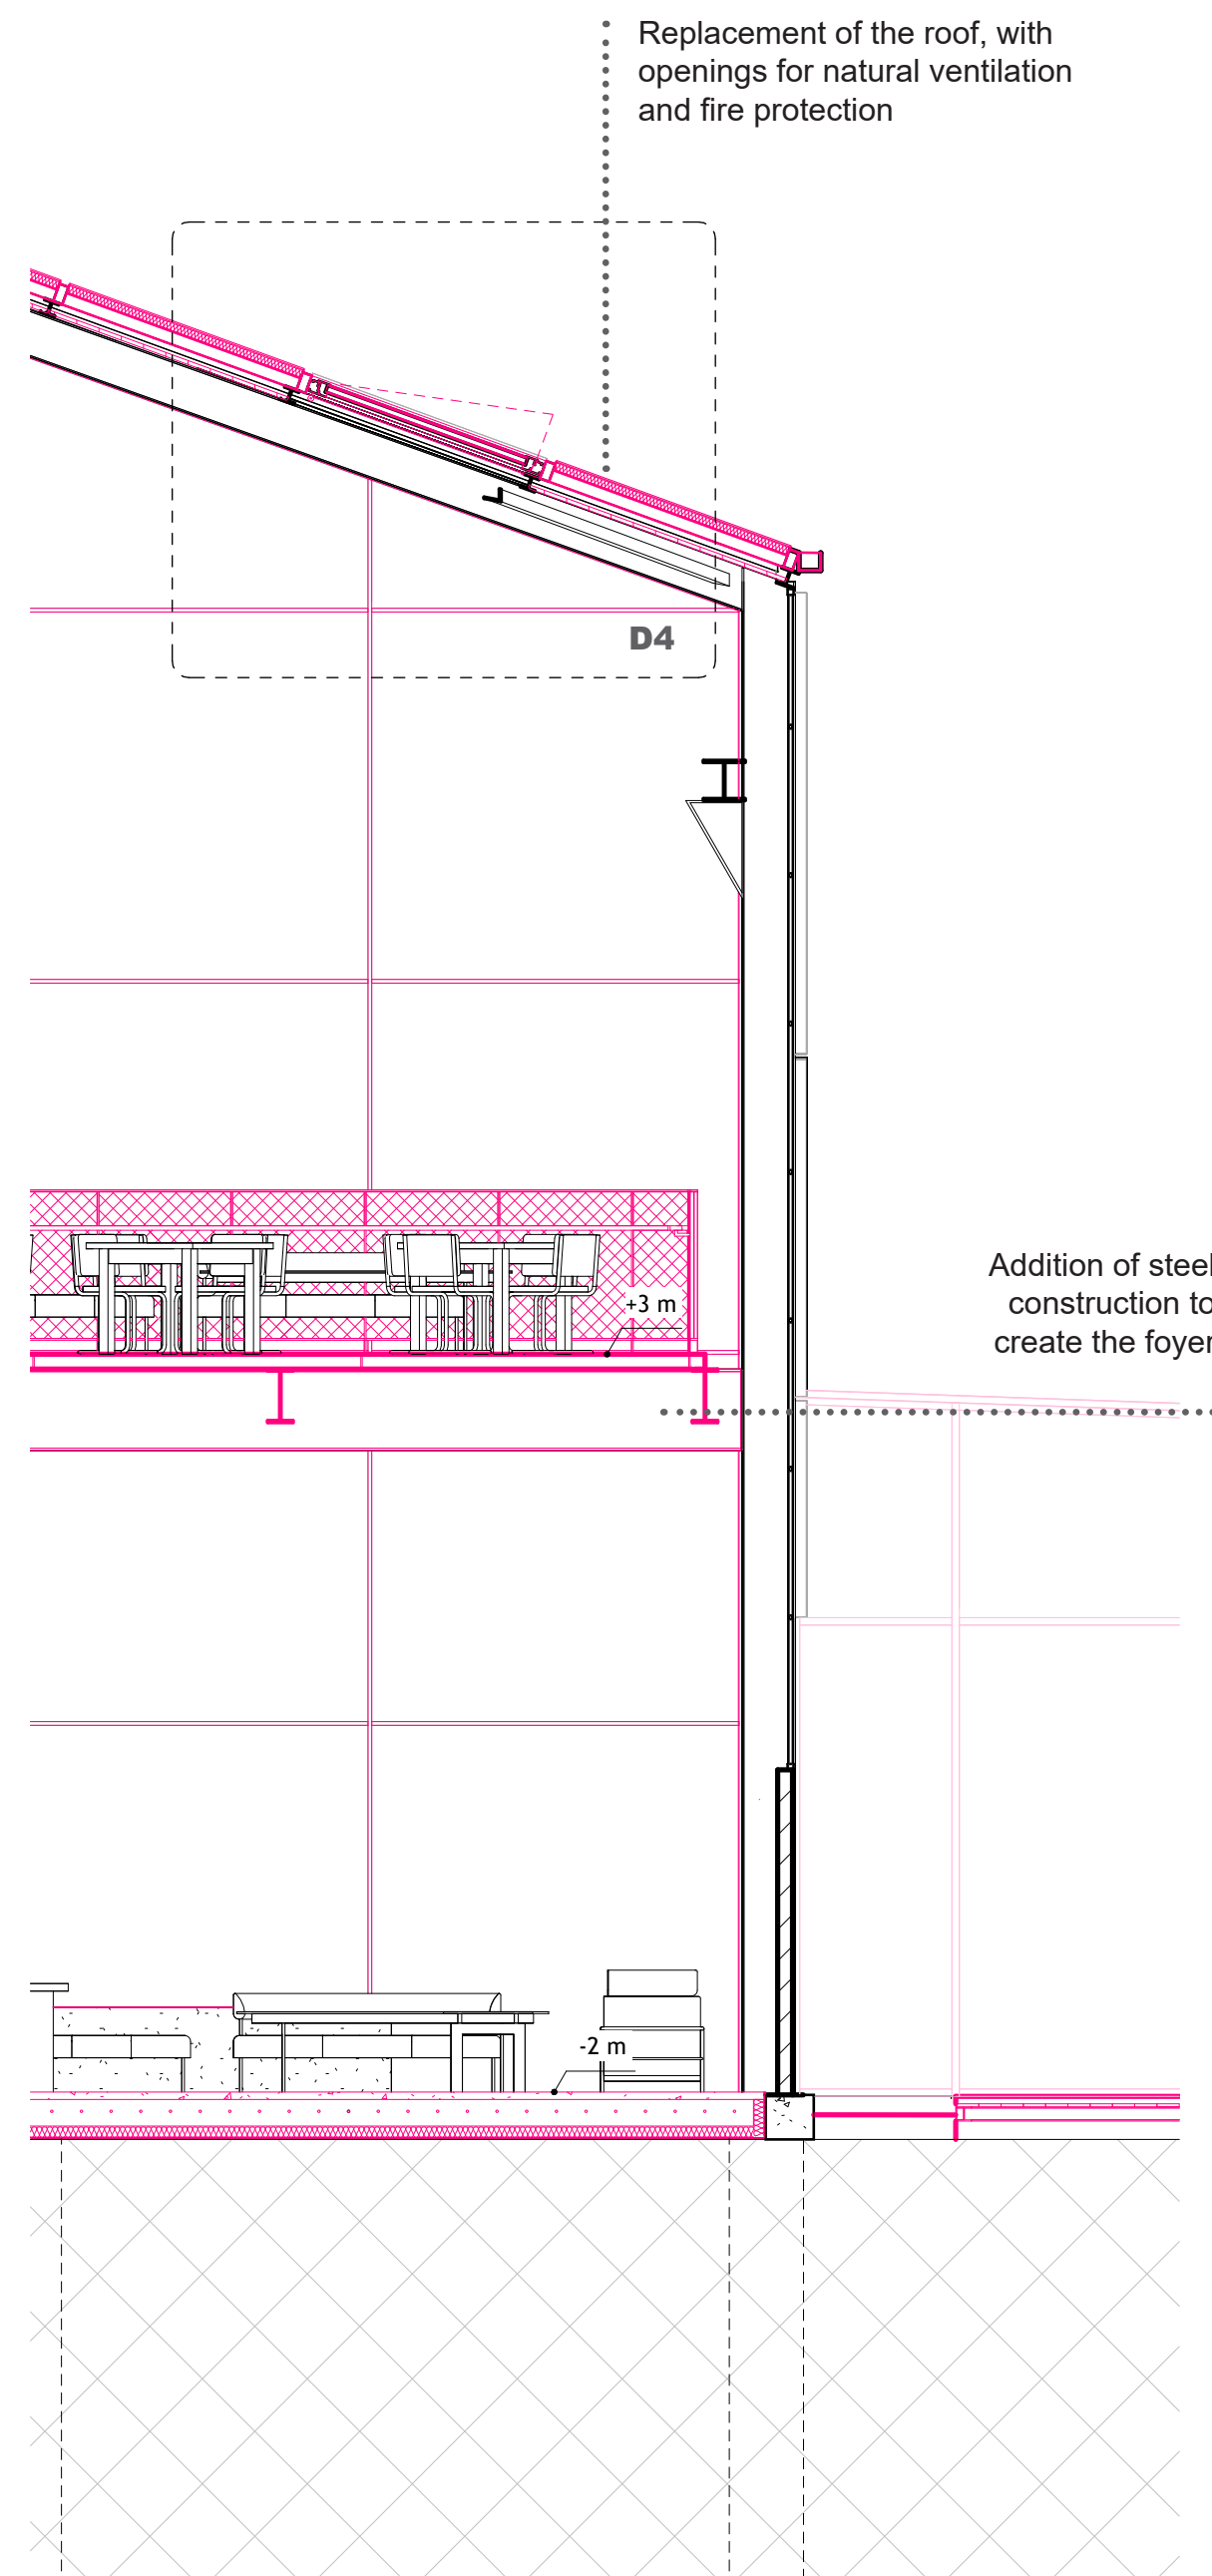 Replacement of the roof, with
openings for natural ventilation
and fire protection
D4
Addition of steel
construction to
create the foyer
+3 m
-2 m